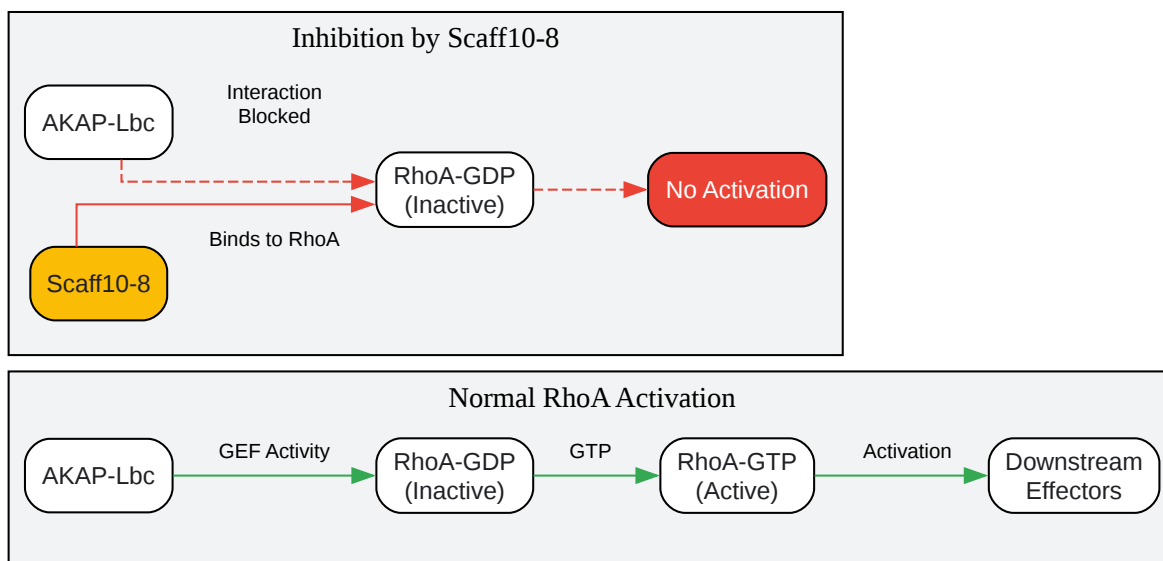 Inhibition by Scaff10-8
Interaction
Blocked
AKAP-Lbc
RhoA-GDP
(Inactive)
No Activation
Binds to RhoA
Scaff10-8
Normal RhoA Activation
AKAP-Lbc
GEF Activity
RhoA-GDP
(Inactive)
GTP
RhoA-GTP
(Active)
Activation
Downstream
Effectors